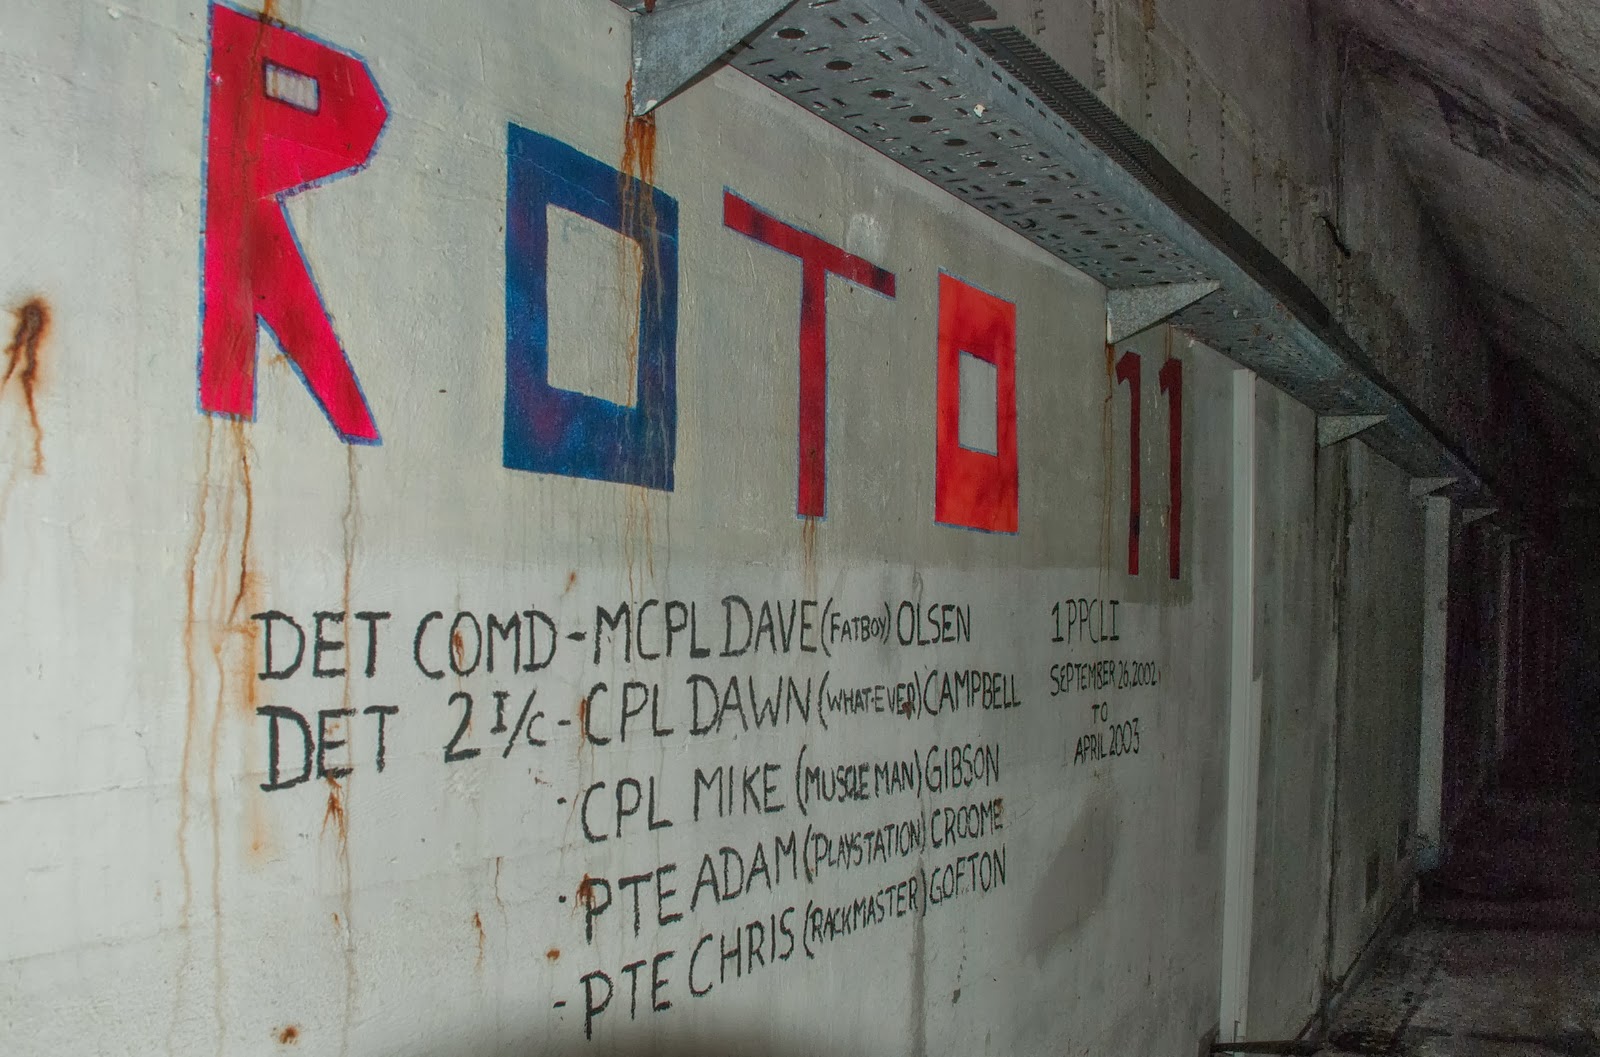 ROTO 11
DET COMD - MCPL DAVE (FATBOY) OLSEN
DET 2 I/C - CPL DAWN (WHAT-EVER) CAMPBELL
- CPL MIKE (MUSCLE MAN) GIBSON
- PTE ADAM (PLAYSTATION) CROOME
- PTE CHRIS (RACKMASTER) GOFTON
1 PPCLI
SEPTEMBER 26, 2002
TO
APRIL 2003